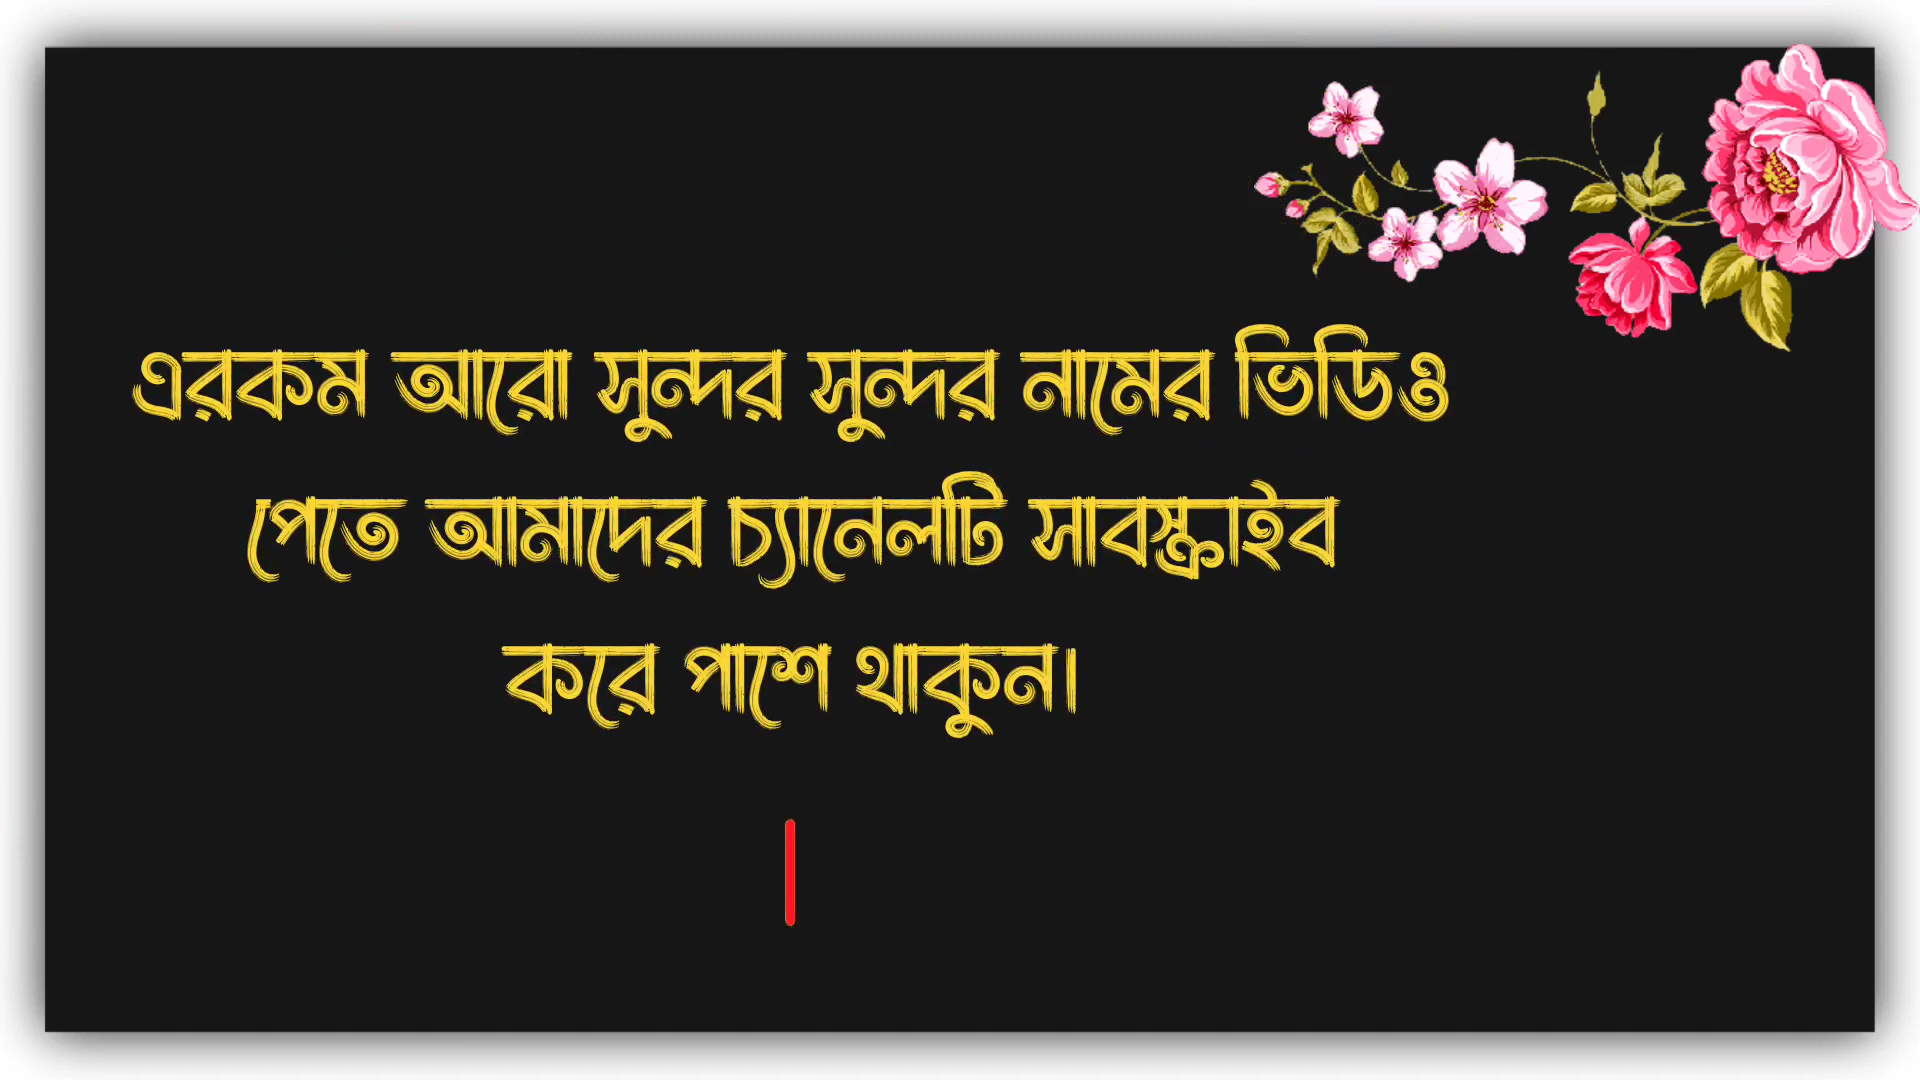 এরকম আরো সুন্দর সুন্দর নামের ভিডিও
পেতে আমাদের চ্যানেলটি সাবস্ক্রাইব
করে পাশে থাকুন।